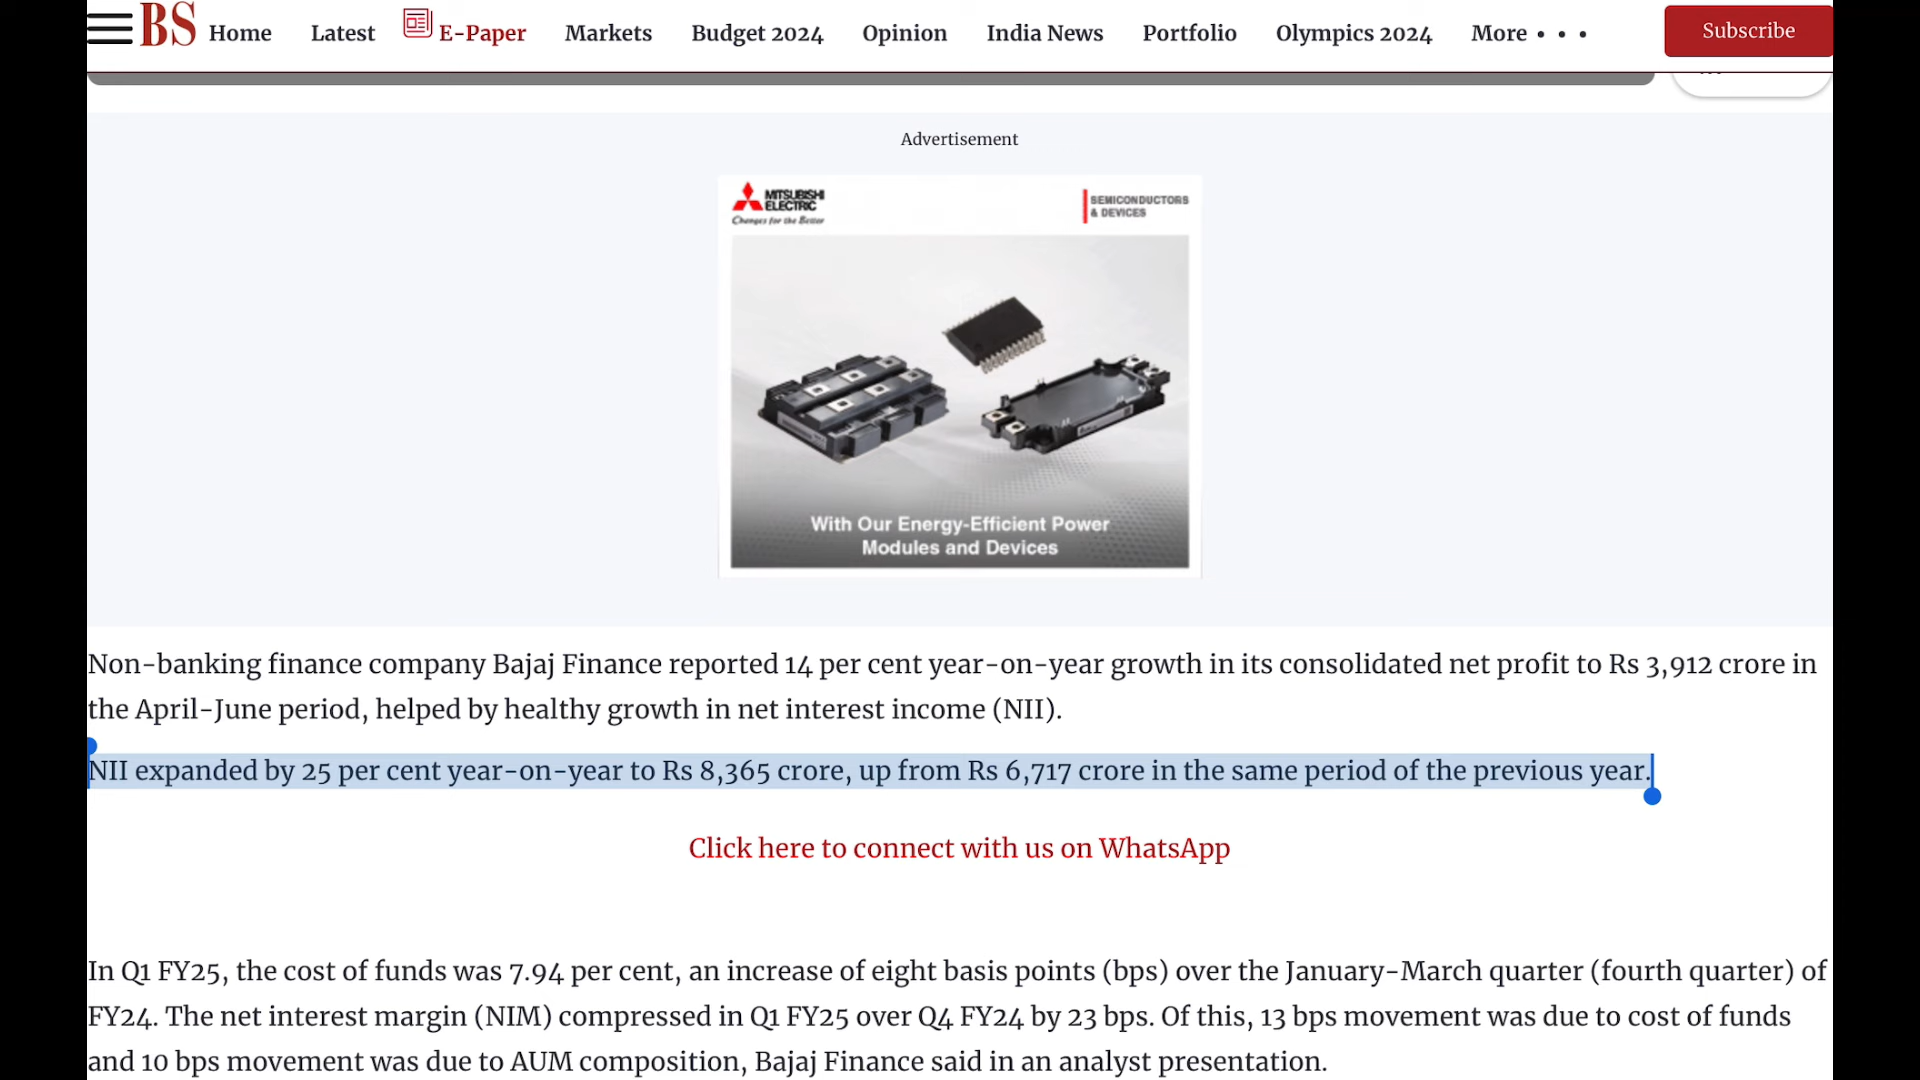 BS Home Latest E-Paper Markets Budget 2024 Opinion India News Portfolio Olympics 2024 More • • • Subscribe
Advertisement
MITSUBISHI
ELECTRIC
Changes for the Better
SEMICONDUCTORS
& DEVICES
With Our Energy-Efficient Power
Modules and Devices
Non-banking finance company Bajaj Finance reported 14 per cent year-on-year growth in its consolidated net profit to Rs 3,912 crore in
the April-June period, helped by healthy growth in net interest income (NII).
NII expanded by 25 per cent year-on-year to Rs 8,365 crore, up from Rs 6,717 crore in the same period of the previous year.
Click here to connect with us on WhatsApp
In Q1 FY25, the cost of funds was 7.94 per cent, an increase of eight basis points (bps) over the January-March quarter (fourth quarter) of
FY24. The net interest margin (NIM) compressed in Q1 FY25 over Q4 FY24 by 23 bps. Of this, 13 bps movement was due to cost of funds
and 10 bps movement was due to AUM composition, Bajaj Finance said in an analyst presentation.